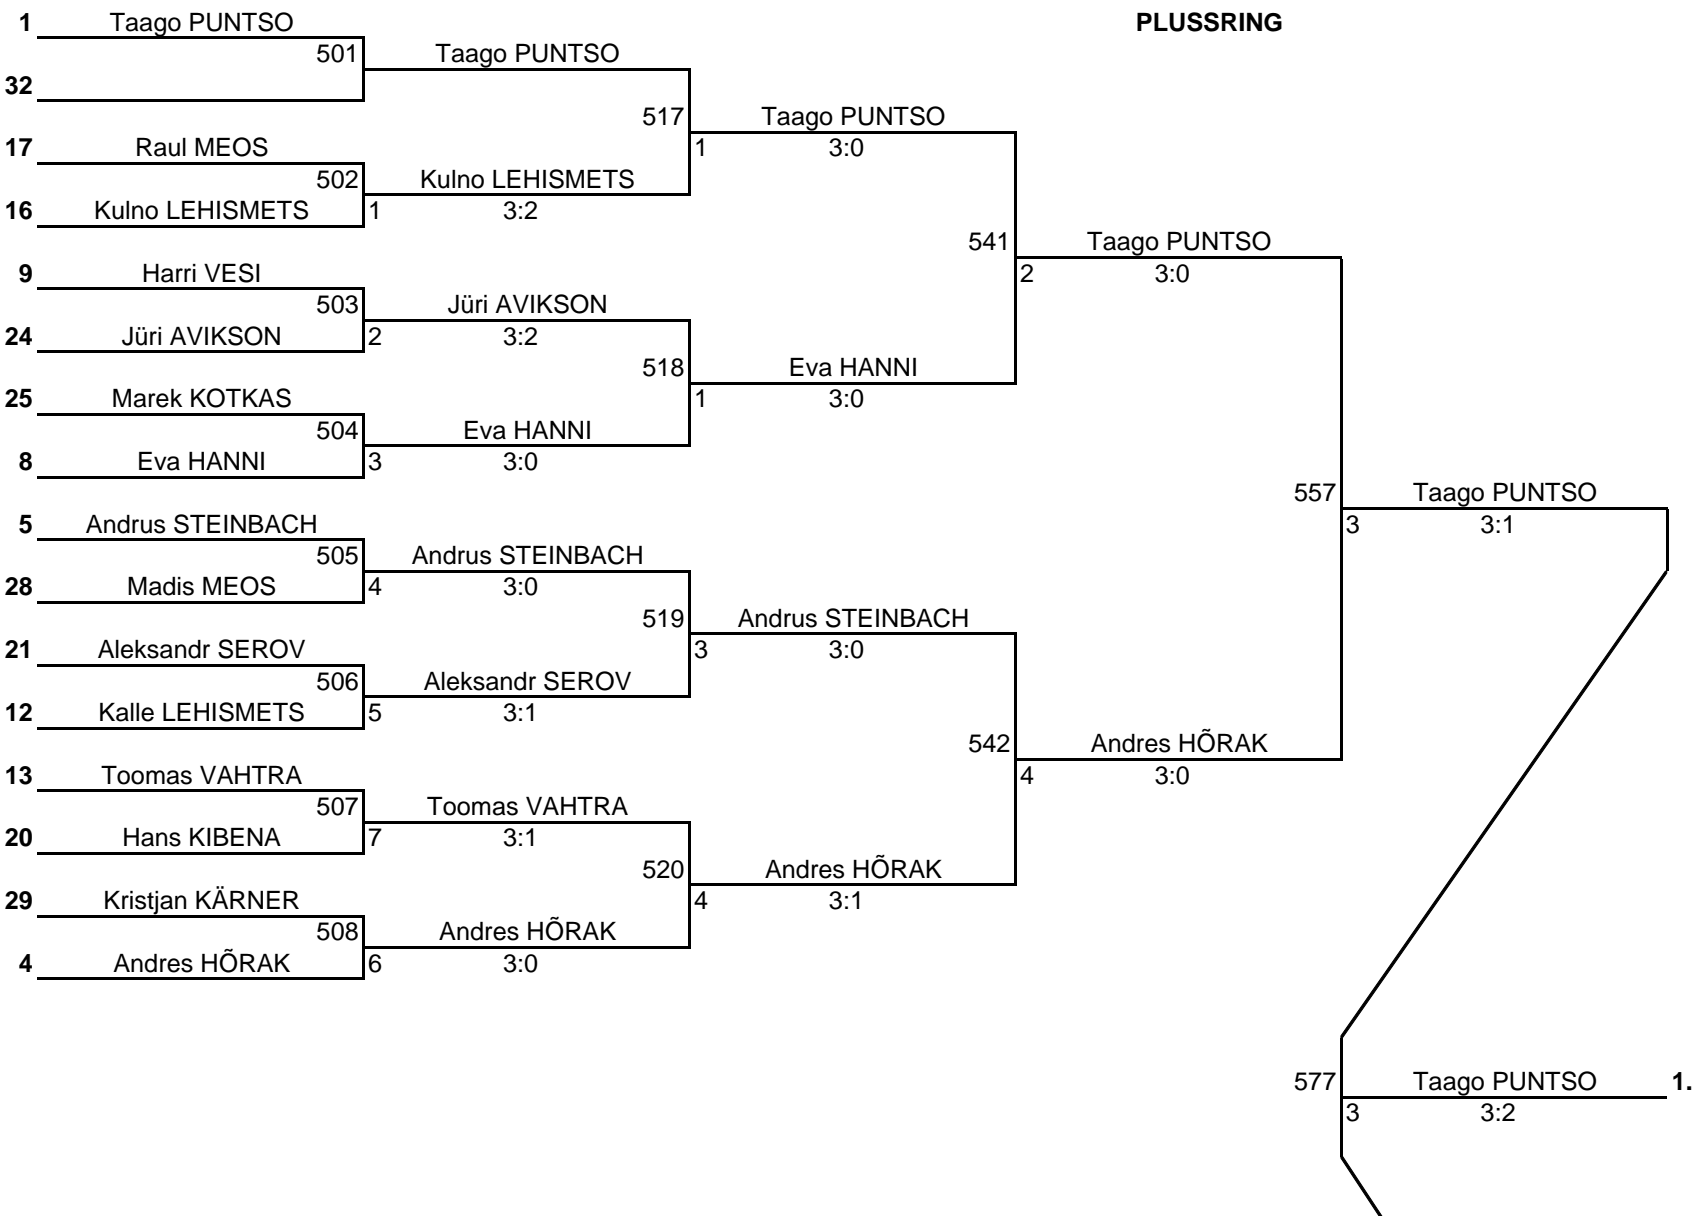 1 Taago PUNTSO PLUSSRING
501 Taago PUNTSO
32
517 Taago PUNTSO
17 Raul MEOS 1 3:0
502 Kulno LEHISMETS
16 Kulno LEHISMETS 1 3:2
541 Taago PUNTSO
9 Harri VESI 2 3:0
503 Jüri AVIKSON
24 Jüri AVIKSON 2 3:2
518 Eva HANNI
25 Marek KOTKAS 1 3:0
504 Eva HANNI
8 Eva HANNI 3 3:0
557 Taago PUNTSO
5 Andrus STEINBACH 3 3:1
505 Andrus STEINBACH
28 Madis MEOS 4 3:0
519 Andrus STEINBACH
21 Aleksandr SEROV 3 3:0
506 Aleksandr SEROV
12 Kalle LEHISMETS 5 3:1
542 Andres HÕRAK
13 Toomas VAHTRA 4 3:0
507 Toomas VAHTRA
20 Hans KIBENA 7 3:1
520 Andres HÕRAK
29 Kristjan KÄRNER 4 3:1
508 Andres HÕRAK
4 Andres HÕRAK 6 3:0
577 Taago PUNTSO 1.
3 3:2